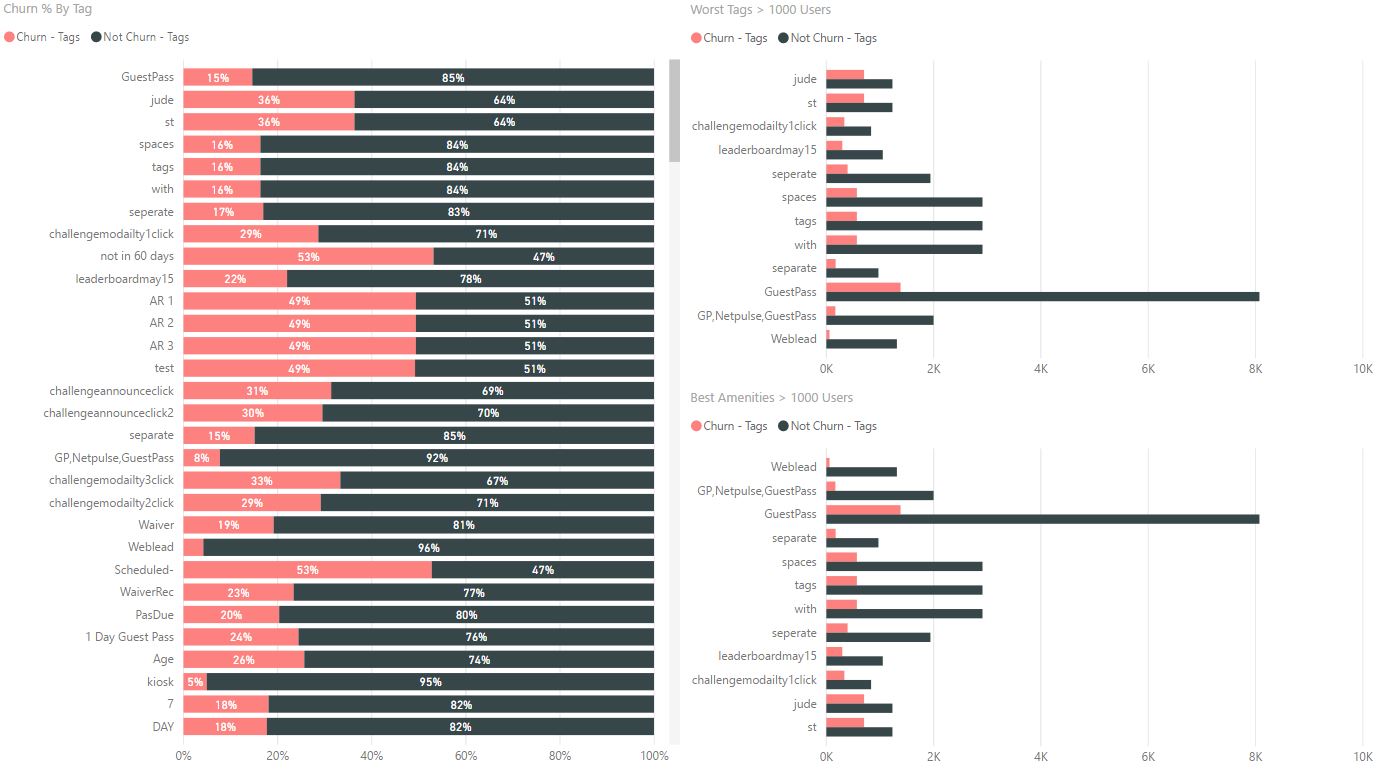 Churn % By Tag
Churn - Tags Not Churn - Tags
GuestPass 15% 85%
jude 36% 64%
st 36% 64%
spaces 16% 84%
tags 16% 84%
with 16% 84%
seperate 17% 83%
challengemodailty1click 29% 71%
not in 60 days 53% 47%
leaderboardmay15 22% 78%
AR 1 49% 51%
AR 2 49% 51%
AR 3 49% 51%
test 49% 51%
challengeannounceclick 31% 69%
challengeannounceclick2 30% 70%
separate 15% 85%
GP,Netpulse,GuestPass 8% 92%
challengemodailty3click 33% 67%
challengemodailty2click 29% 71%
Waiver 19% 81%
Weblead 96%
Scheduled- 53% 47%
WaiverRec 23% 77%
PasDue 20% 80%
1 Day Guest Pass 24% 76%
Age 26% 74%
kiosk 5% 95%
7 18% 82%
DAY 18% 82%
0% 20% 40% 60% 80% 100%
Worst Tags > 1000 Users
Churn - Tags Not Churn - Tags
jude
st
challengemodailty1click
leaderboardmay15
seperate
spaces
tags
with
separate
GuestPass
GP,Netpulse,GuestPass
Weblead
0K 2K 4K 6K 8K 10K
Best Amenities > 1000 Users
Churn - Tags Not Churn - Tags
Weblead
GP,Netpulse,GuestPass
GuestPass
separate
spaces
tags
with
seperate
leaderboardmay15
challengemodailty1click
jude
st
0K 2K 4K 6K 8K 10K